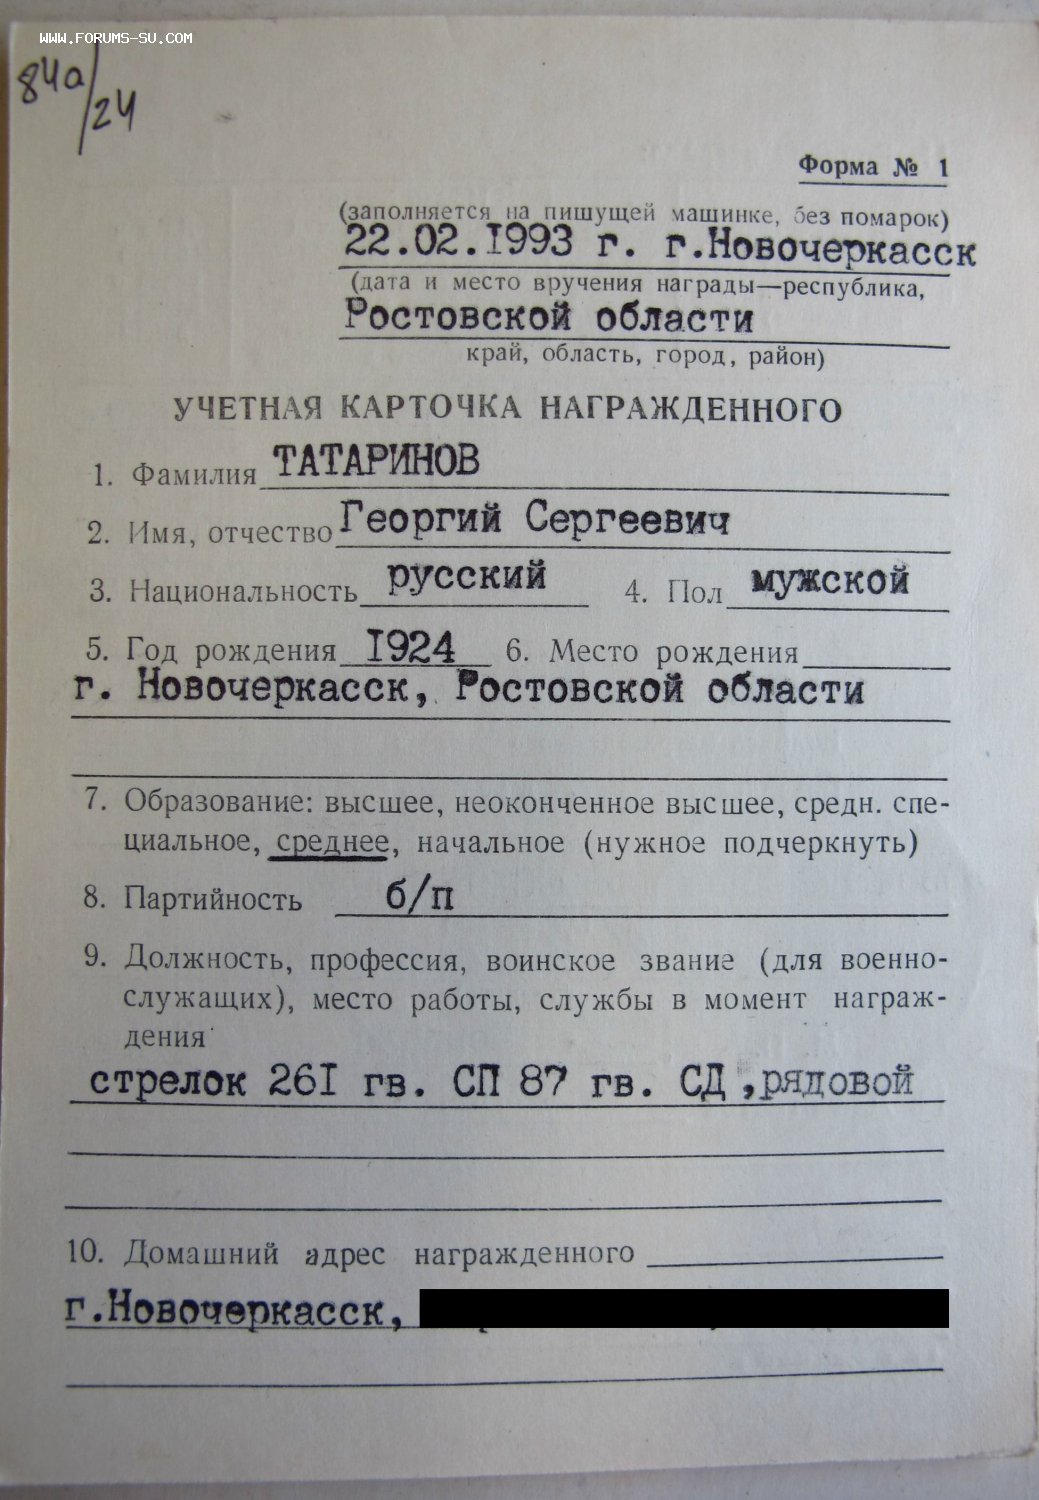 WWW.FORUMS-SU.COM
84а/24
Форма № 1
(заполняется на пишущей машинке, без помарок)
22.02.1993 г. г.Новочеркасск
(дата и место вручения награды—республика,
Ростовской области
край, область, город, район)
УЧЕТНАЯ КАРТОЧКА НАГРАЖДЕННОГО
1. Фамилия ТАТАРИНОВ
2. Имя, отчество Георгий Сергеевич
3. Национальность русский 4. Пол мужской
5. Год рождения 1924 6. Место рождения
г. Новочеркасск, Ростовской области
7. Образование: высшее, неоконченное высшее, средн. спе-
циальное, среднее, начальное (нужное подчеркнуть)
8. Партийность б/п
9. Должность, профессия, воинское звание (для военно-
служащих), место работы, службы в момент награж-
дения
стрелок 261 гв. СП 87 гв. СД ,рядовой
10. Домашний адрес награжденного
г.Новочеркасск,